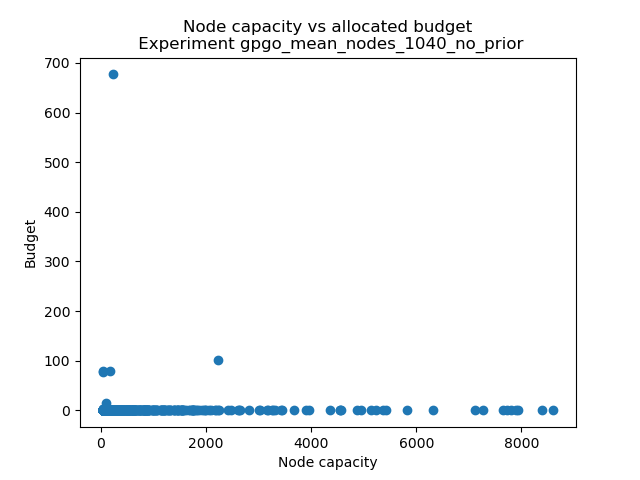 Node capacity vs allocated budget
Experiment gpgo_mean_nodes_1040_no_prior
700
600
500
400
300
200
100
0
Budget
0 2000 4000 6000 8000
Node capacity